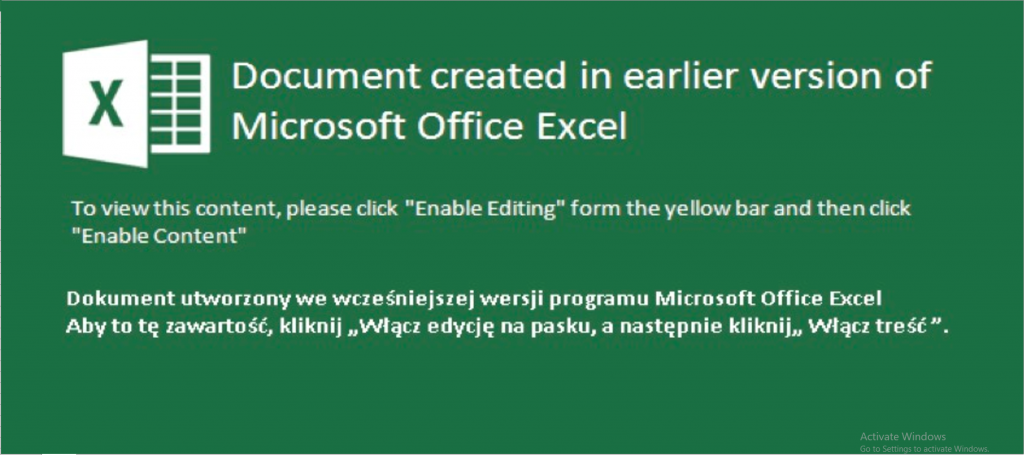 X
Document created in earlier version of
Microsoft Office Excel
To view this content, please click "Enable Editing" form the yellow bar and then click
"Enable Content"
Dokument utworzony we wcześniejszej wersji programu Microsoft Office Excel
Aby to tę zawartość, kliknij „Włącz edycję na pasku, a następnie kliknij„ Włącz treść ”.
Activate Windows
Go to Settings to activate Windows.